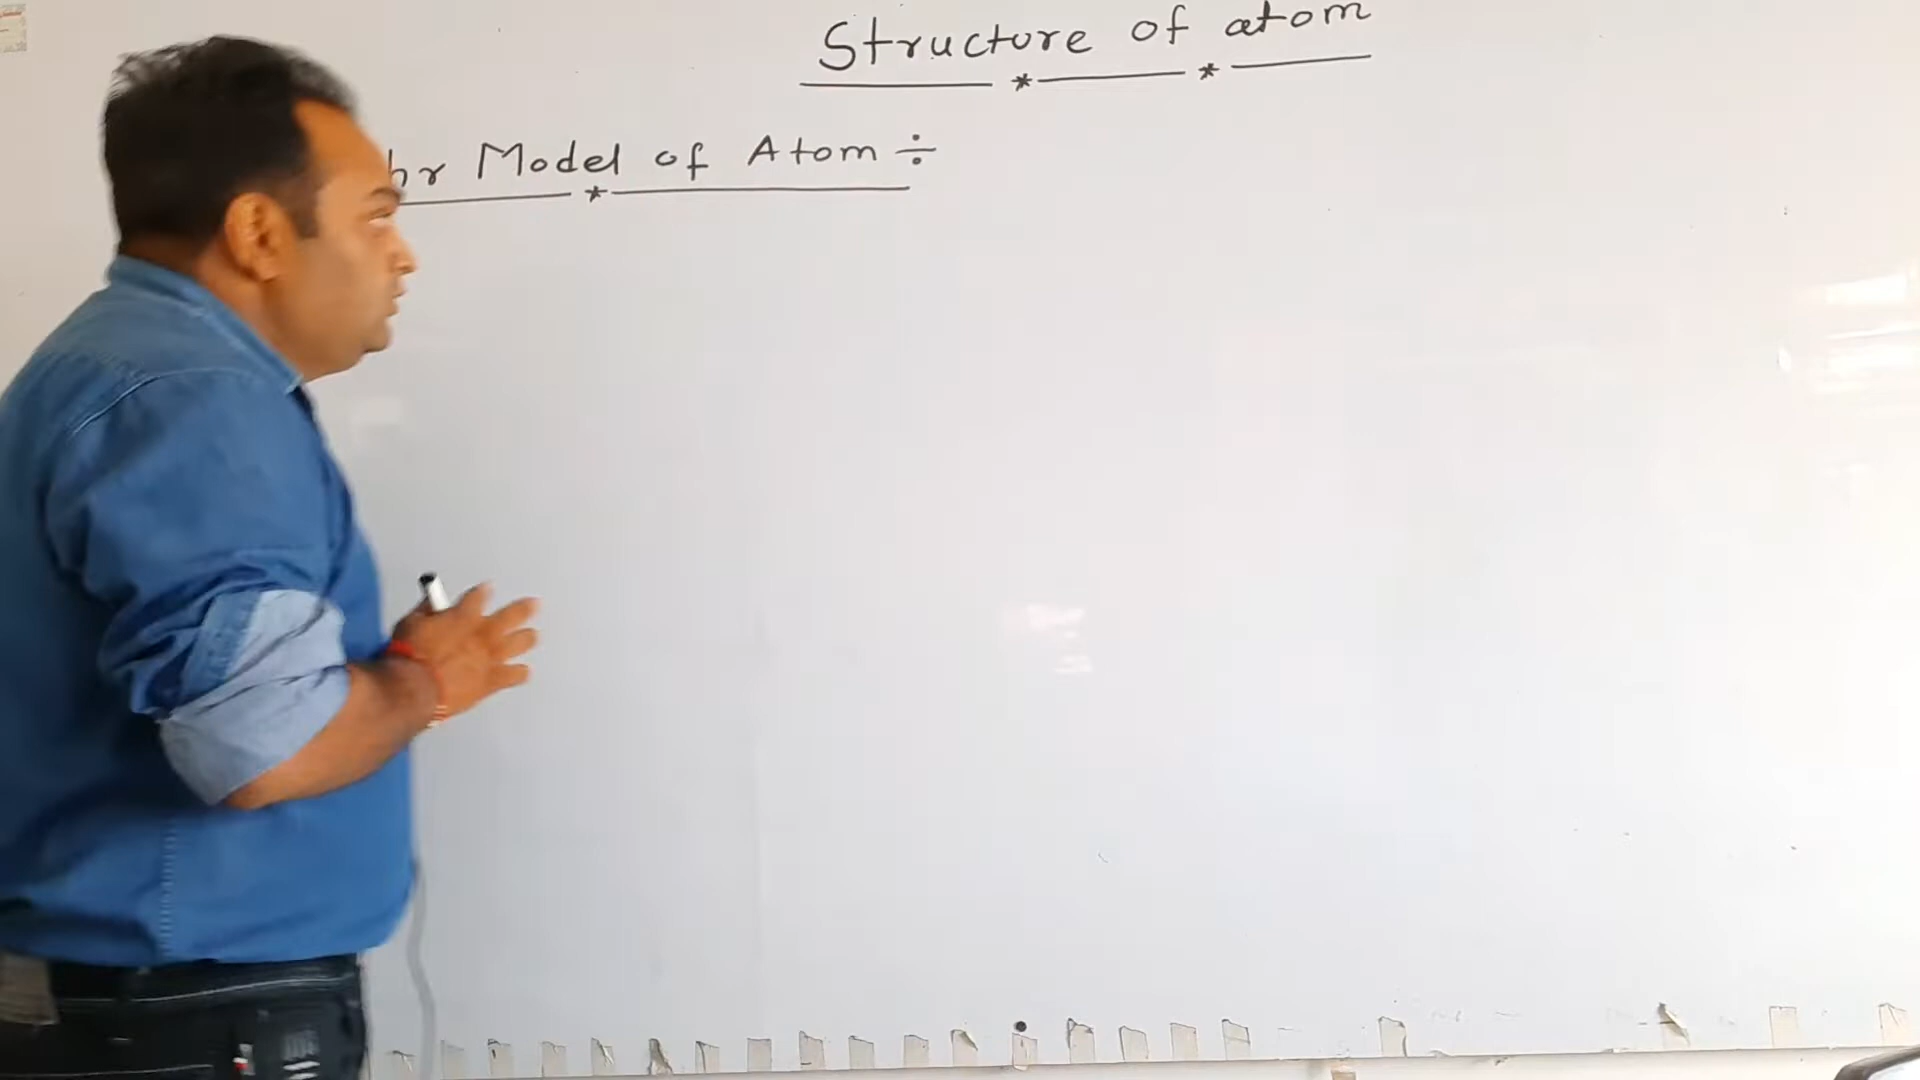 Structure of atom
hr Model of Atom ÷